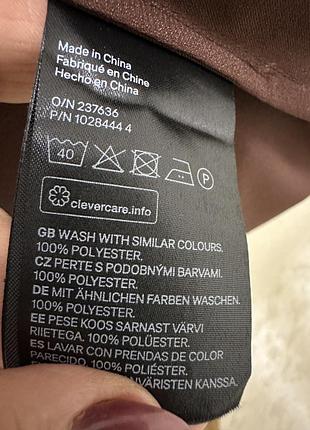 Made in China
Fabriqué en Chine
Hecho en China
O/N 237636
P/N 1028444 4
40
P
clevercare.info
GB WASH WITH SIMILAR COLOURS.
100% POLYESTER.
CZ PERTE S PODOBNÝMI BARVAMI.
100% POLYESTER.
DE MIT ÄHNLICHEN FARBEN WASCHEN.
100% POLYESTER.
EE PESE KOOS SARNAST VÄRVI
RIIETEGA. 100% POLÜESTER.
ES LAVAR CON PRENDAS DE COLOR
PARECIDO. 100% POLIÉSTER.
ÄNVÄRISTEN KANSSA.